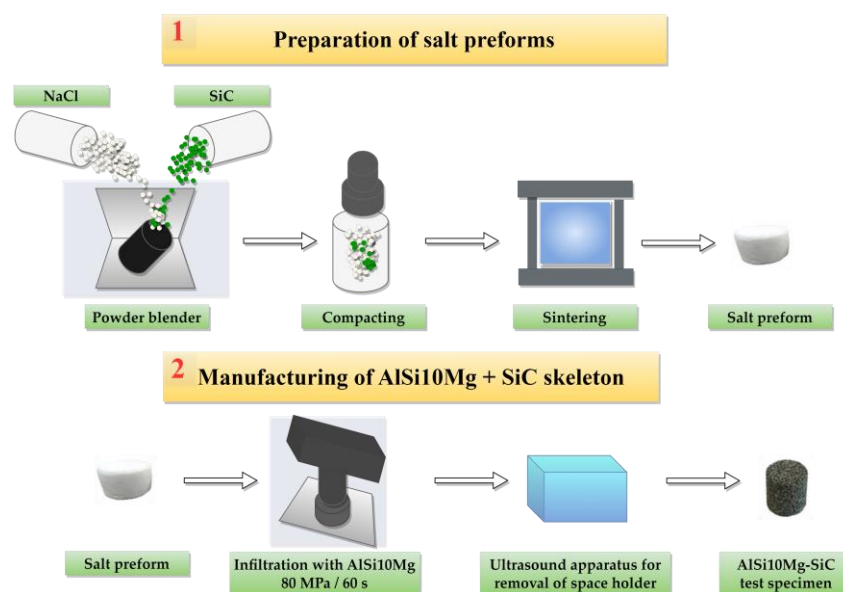 1 Preparation of salt preforms
NaCl
SiC
Powder blender
Compacting
Sintering
Salt preform
2 Manufacturing of AlSi10Mg + SiC skeleton
Salt preform
Infiltration with AlSi10Mg
80 MPa / 60 s
Ultrasound apparatus for
removal of space holder
AlSi10Mg-SiC
test specimen